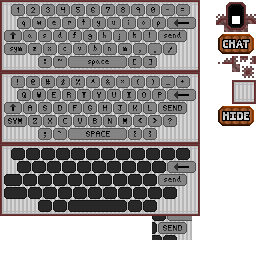 1 2 3 4 5 6 7 8 9 0 - =
q w e r t y u i o p
a s d f g h j k l send
sym z x c v b n m , . /
; ' space [ ]
! @ # $ % ^ & * ( ) _ +
Q W E R T Y U I O P
A S D F G H J K L SEND
SYM Z X C V B N M < > ?
: " SPACE { }
send
SEND
CHAT
HIDE